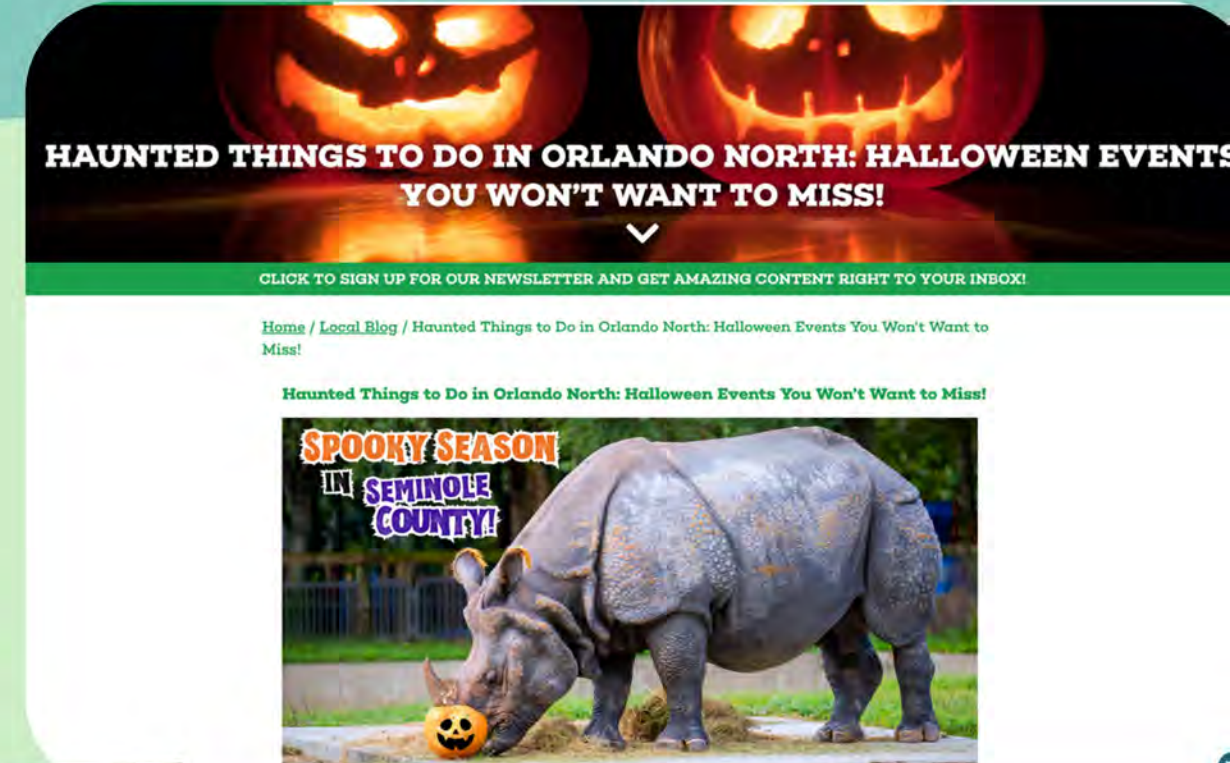 HAUNTED THINGS TO DO IN ORLANDO NORTH: HALLOWEEN EVENTS
YOU WON'T WANT TO MISS!
CLICK TO SIGN UP FOR OUR NEWSLETTER AND GET AMAZING CONTENT RIGHT TO YOUR INBOX!
Home / Local Blog / Haunted Things to Do in Orlando North: Halloween Events You Won't Want to
Miss!
Haunted Things to Do in Orlando North: Halloween Events You Won't Want to Miss!
SPOOKY SEASON
IN SEMINOLE
COUNTY!